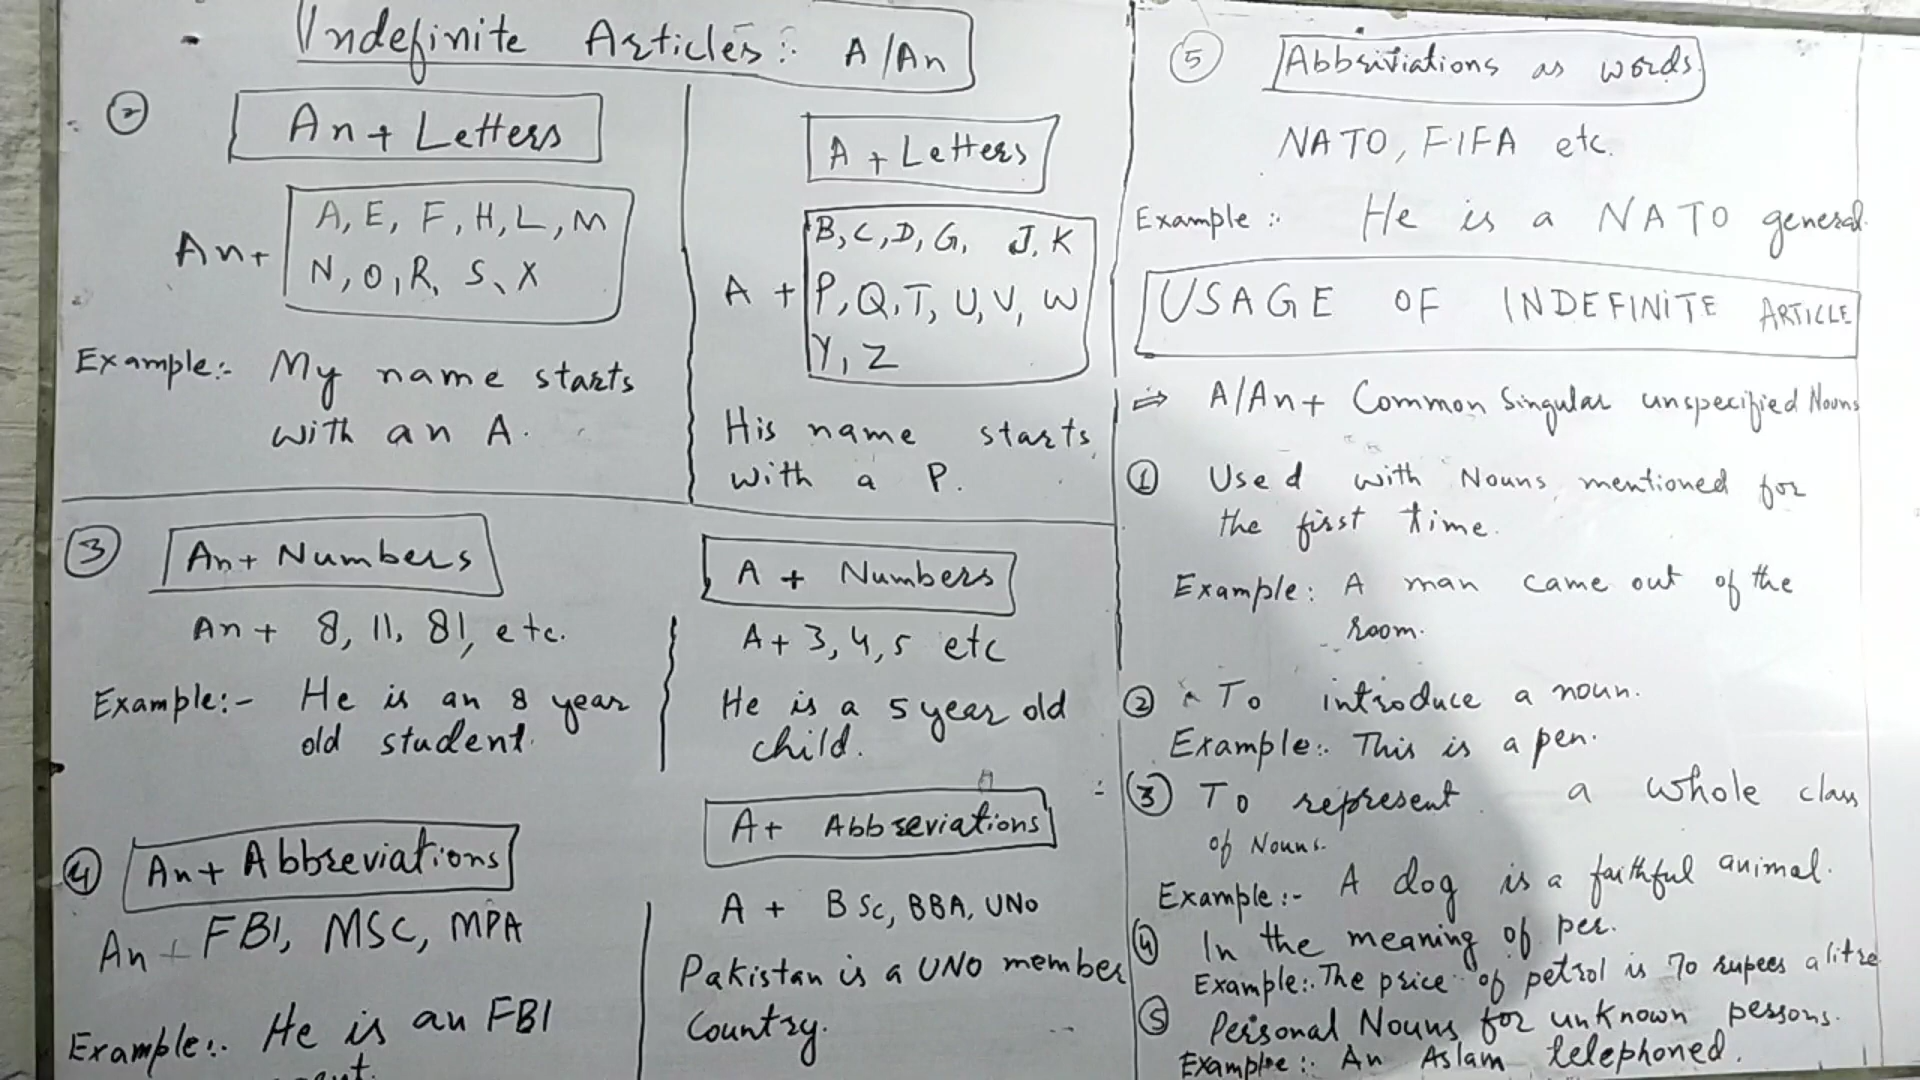 Indefinite Articles :- A/An
2
An + Letters
An +
A, E, F, H, L, M
N, O, R, S, X
Example:- My name starts
with an A.
A + Letters
A +
B, C, D, G, J, K
P, Q, T, U, V, W
Y, Z
His name starts
with a P.
3
An + Numbers
An + 8, 11, 81, etc.
Example:- He is an 8 year
old student.
A + Numbers
A + 3, 4, 5 etc
He is a 5 year old
child.
4
An + Abbreviations
An + FBI, MSC, MPA
Example:. He is an FBI
A + Abbreviations
A + BSc, BBA, UNO
Pakistan is a UNO member
Country.
5
Abbriviations as words
NATO, FIFA etc.
Example :- He is a NATO general.
USAGE OF INDEFINITE ARTICLE
⇒ A/An + Common Singular unspecified Nouns
1 Used with Nouns mentioned for
the first time.
Example: A man came out of the
room.
2 To introduce a noun.
Example:. This is a pen.
3 To represent a whole class
of Nouns.
Example:- A dog is a faithful animal.
4 In the meaning of per.
Example:. The price of petrol is 70 rupees a litre
5 Personal Nouns for unknown persons.
Example:: An Aslam telephoned.